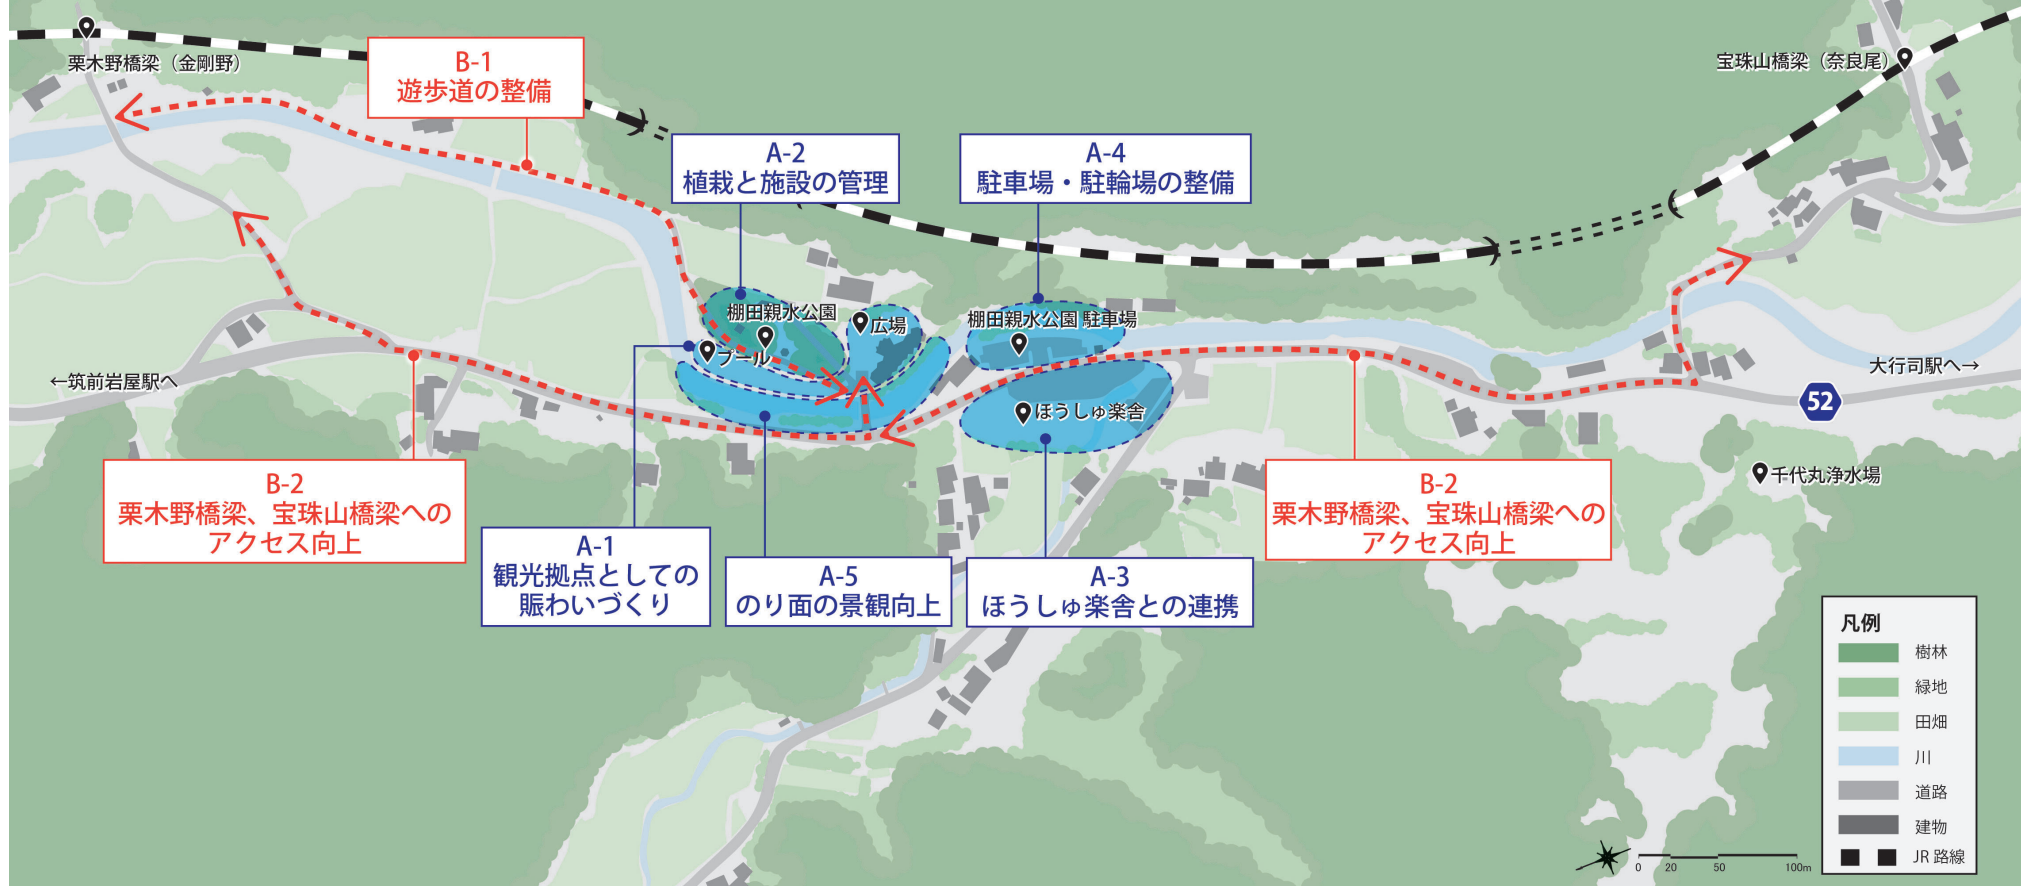 栗木野橋梁（金剛野）
宝珠山橋梁（奈良尾）
B-1
遊歩道の整備
A-2
植栽と施設の管理
A-4
駐車場・駐輪場の整備
棚田親水公園
広場
プール
棚田親水公園 駐車場
ほうしゅ楽舎
←筑前岩屋駅へ
大行司駅へ→
52
千代丸浄水場
B-2
栗木野橋梁、宝珠山橋梁への
アクセス向上
A-1
観光拠点としての
賑わいづくり
A-5
のり面の景観向上
A-3
ほうしゅ楽舎との連携
B-2
栗木野橋梁、宝珠山橋梁への
アクセス向上
凡例
樹林
緑地
田畑
川
道路
建物
JR 路線
0 20 50 100m